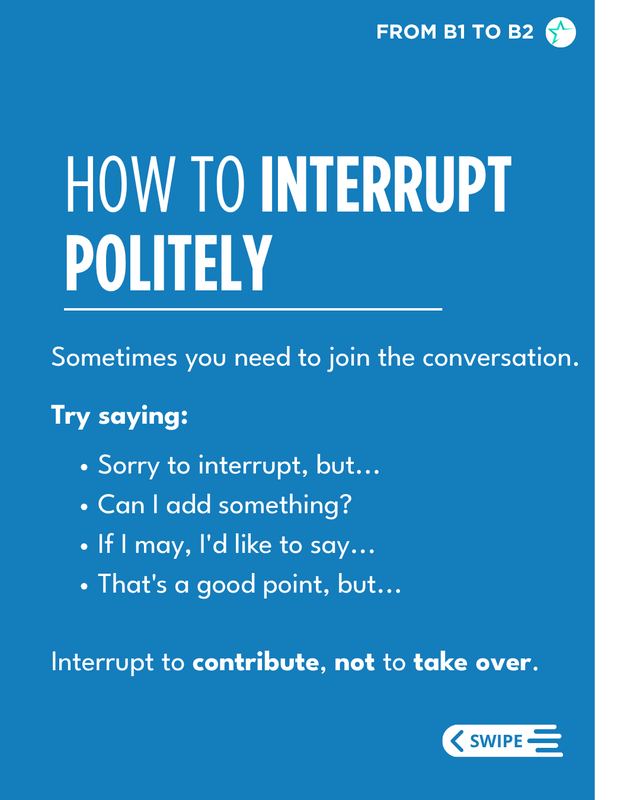 FROM B1 TO B2
HOW TO INTERRUPT
POLITELY
Sometimes you need to join the conversation.
Try saying:
• Sorry to interrupt, but...
• Can I add something?
• If I may, I'd like to say...
• That's a good point, but...
Interrupt to contribute, not to take over.
SWIPE